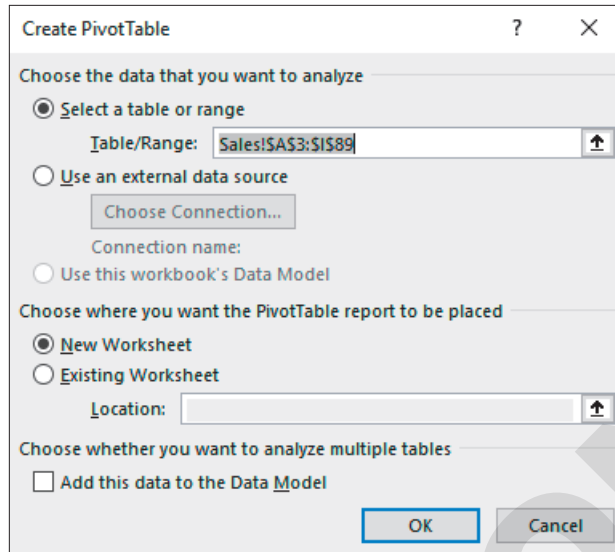 Create PivotTable ? ×
Choose the data that you want to analyze
Select a table or range
Table/Range: Sales!$A$3:$I$89
Use an external data source
Choose Connection...
Connection name:
Use this workbook's Data Model
Choose where you want the PivotTable report to be placed
New Worksheet
Existing Worksheet
Location:
Choose whether you want to analyze multiple tables
Add this data to the Data Model
OK Cancel